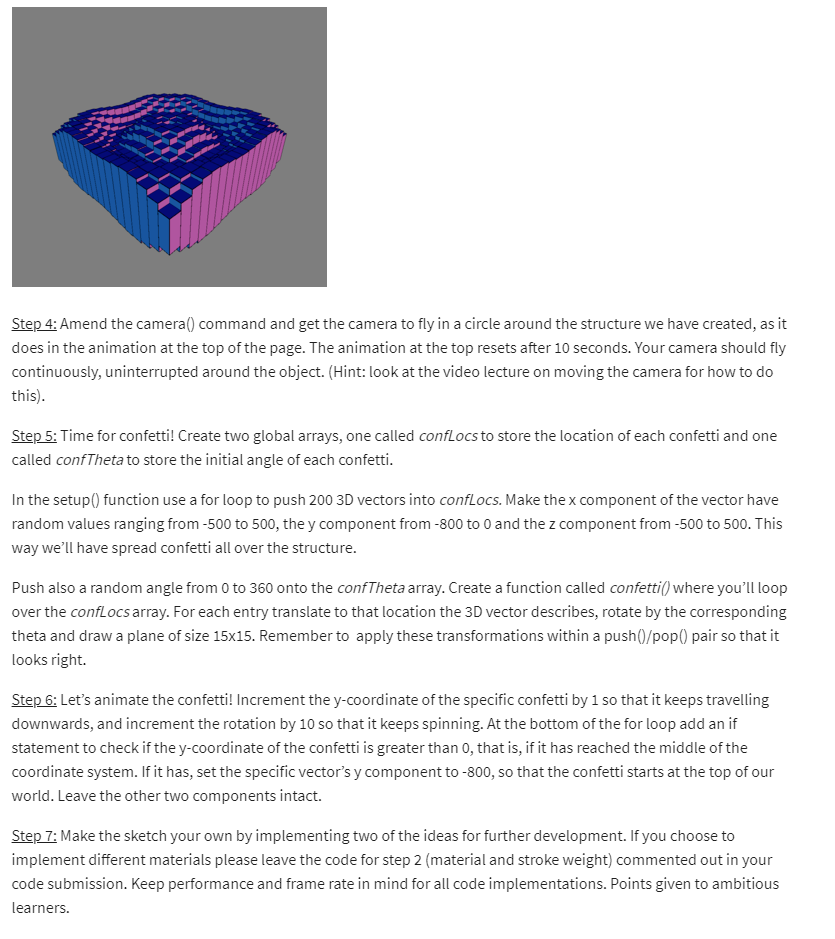 Step 4: Amend the camera() command and get the camera to fly in a circle around the structure we have created, as it
does in the animation at the top of the page. The animation at the top resets after 10 seconds. Your camera should fly
continuously, uninterrupted around the object. (Hint: look at the video lecture on moving the camera for how to do
this).
Step 5: Time for confetti! Create two global arrays, one called confLocs to store the location of each confetti and one
called confTheta to store the initial angle of each confetti.
In the setup() function use a for loop to push 200 3D vectors into confLocs. Make the x component of the vector have
random values ranging from -500 to 500, the y component from -800 to 0 and the z component from -500 to 500. This
way we’ll have spread confetti all over the structure.
Push also a random angle from 0 to 360 onto the confTheta array. Create a function called confetti() where you’ll loop
over the confLocs array. For each entry translate to that location the 3D vector describes, rotate by the corresponding
theta and draw a plane of size 15x15. Remember to  apply these transformations within a push()/pop() pair so that it
looks right.
Step 6: Let’s animate the confetti! Increment the y-coordinate of the specific confetti by 1 so that it keeps travelling
downwards, and increment the rotation by 10 so that it keeps spinning. At the bottom of the for loop add an if
statement to check if the y-coordinate of the confetti is greater than 0, that is, if it has reached the middle of the
coordinate system. If it has, set the specific vector’s y component to -800, so that the confetti starts at the top of our
world. Leave the other two components intact.
Step 7: Make the sketch your own by implementing two of the ideas for further development. If you choose to
implement different materials please leave the code for step 2 (material and stroke weight) commented out in your
code submission. Keep performance and frame rate in mind for all code implementations. Points given to ambitious
learners.